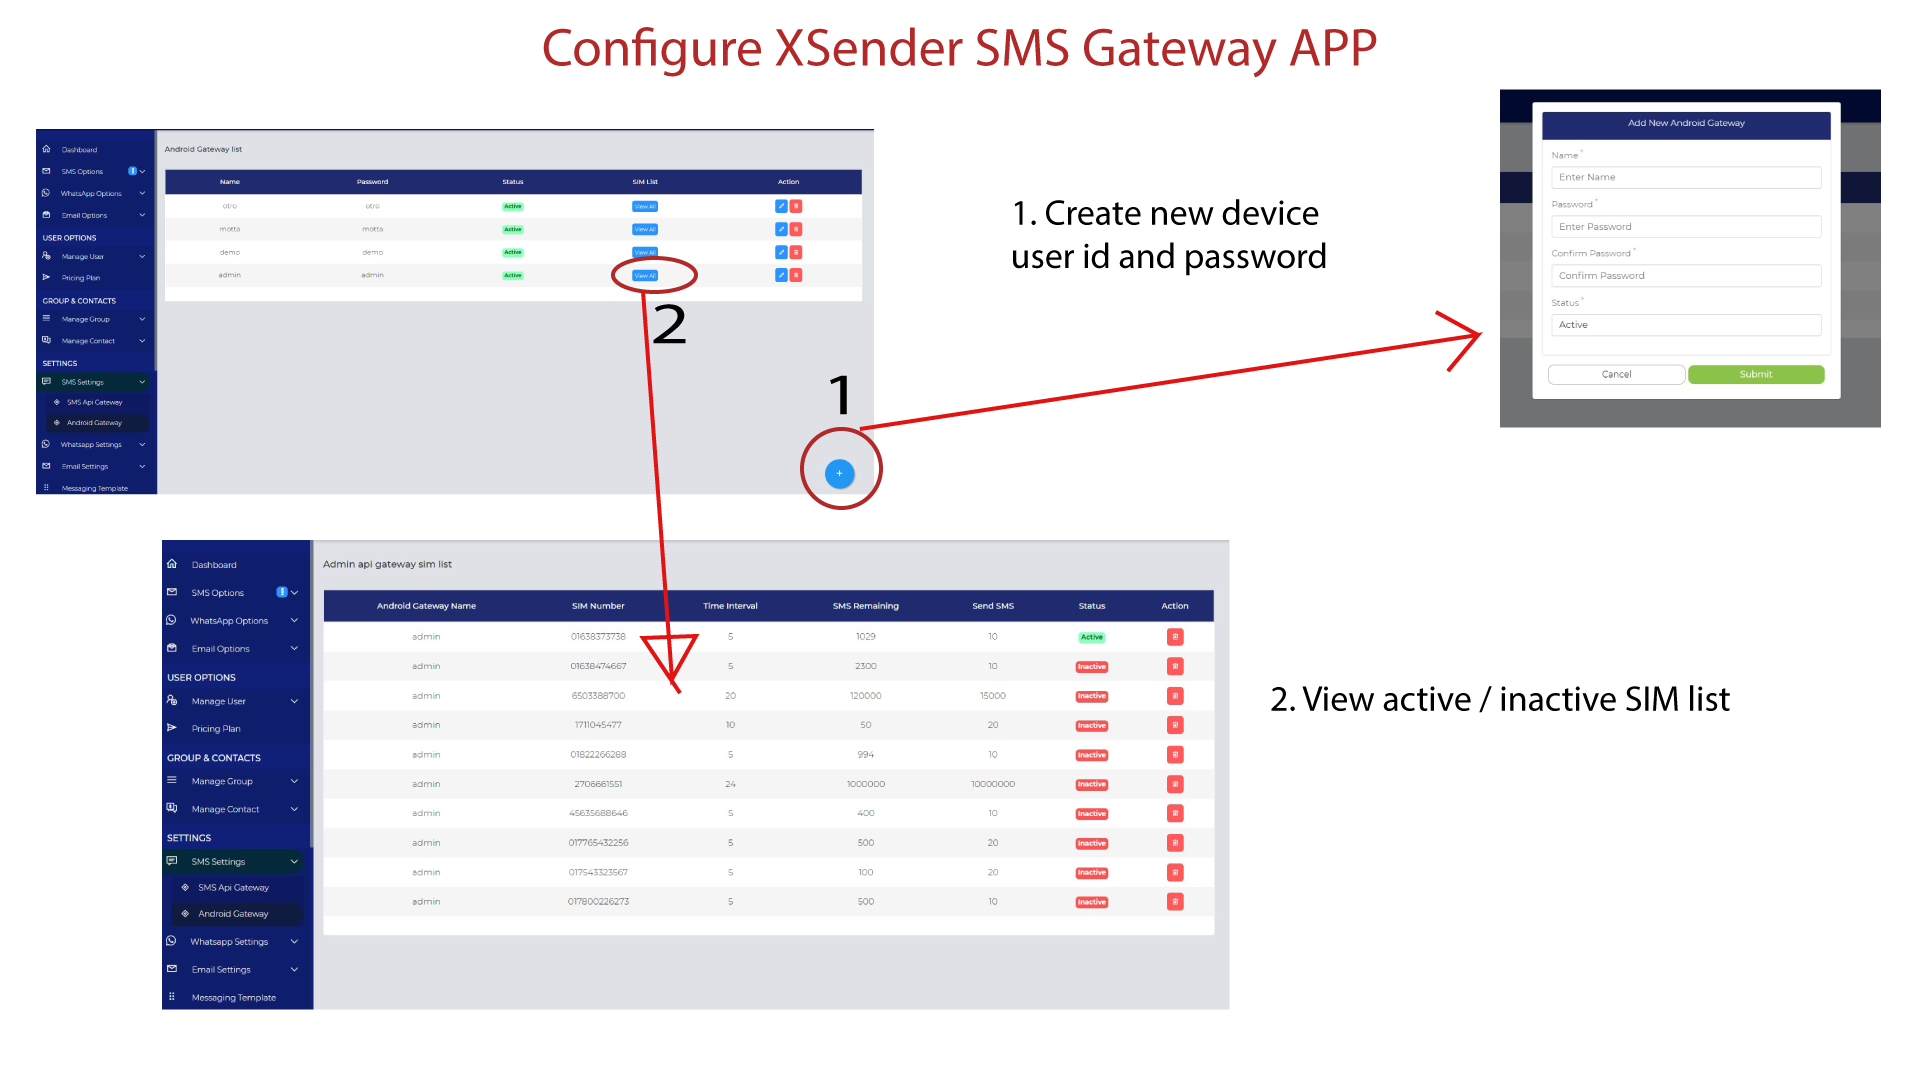 Configure XSender SMS Gateway APP
Dashboard
SMS Options
WhatsApp Options
Email Options
USER OPTIONS
Manage User
Pricing Plan
GROUP & CONTACTS
Manage Group
Manage Contact
SETTINGS
SMS Settings
SMS Api Gateway
Android Gateway
Whatsapp Settings
Email Settings
Messaging Template
Android Gateway list
Name Password Status SIM List Action
otro otro Active View All
motta motta Active View All
demo demo Active View All
admin admin Active View All
2
1
+
1. Create new device
user id and password
Add New Android Gateway
Name *
Enter Name
Password *
Enter Password
Confirm Password *
Confirm Password
Status *
Active
Cancel Submit
Dashboard
SMS Options
WhatsApp Options
Email Options
USER OPTIONS
Manage User
Pricing Plan
GROUP & CONTACTS
Manage Group
Manage Contact
SETTINGS
SMS Settings
SMS Api Gateway
Android Gateway
Whatsapp Settings
Email Settings
Messaging Template
Admin api gateway sim list
Android Gateway Name SIM Number Time Interval SMS Remaining Send SMS Status Action
admin 01638373738 5 1029 10 Active
admin 01638474667 5 2300 10 Inactive
admin 6503388700 20 120000 15000 Inactive
admin 1711045477 10 50 20 Inactive
admin 01822266288 5 994 10 Inactive
admin 2706661551 24 1000000 10000000 Inactive
admin 45635688646 5 400 10 Inactive
admin 017765432256 5 500 20 Inactive
admin 017543323567 5 100 20 Inactive
admin 017800226273 5 500 10 Inactive
2. View active / inactive SIM list